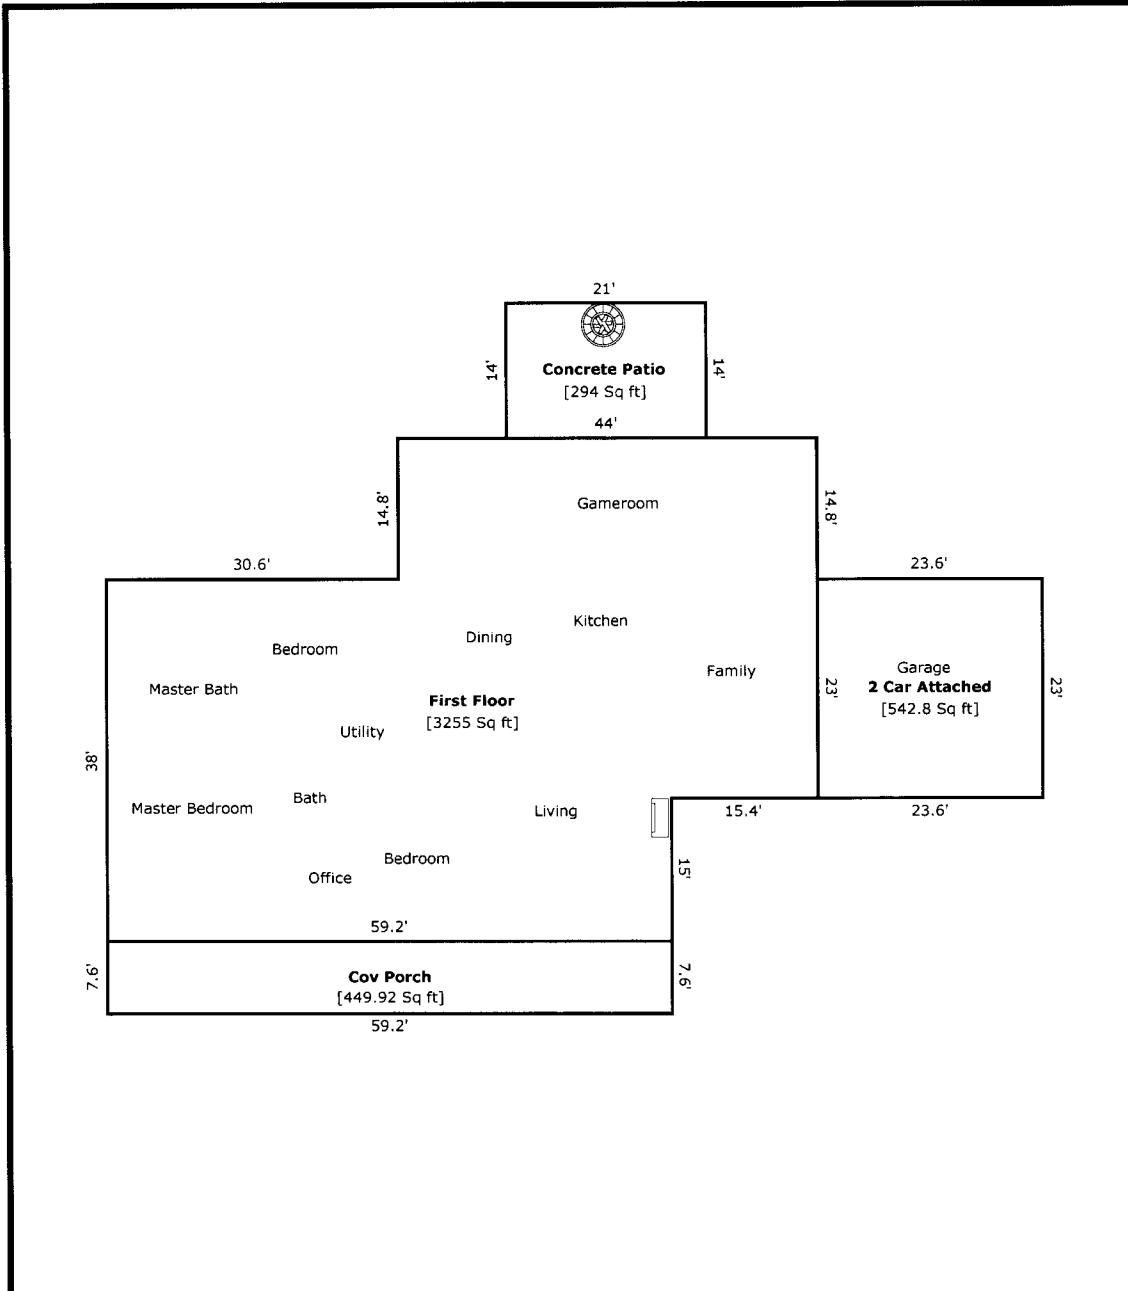 21'
14'
14'
Concrete Patio
[294 Sq ft]
44'
14.8'
14.8'
Gameroom
30.6'
23.6'
Kitchen
Dining
Bedroom
Family
Garage
Master Bath
2 Car Attached
First Floor
[3255 Sq ft]
23'
23'
[542.8 Sq ft]
Utility
38'
Bath
Master Bedroom
Living
15.4'
23.6'
Bedroom
15'
Office
59.2'
7.6'
Cov Porch
7.6'
[449.92 Sq ft]
59.2'